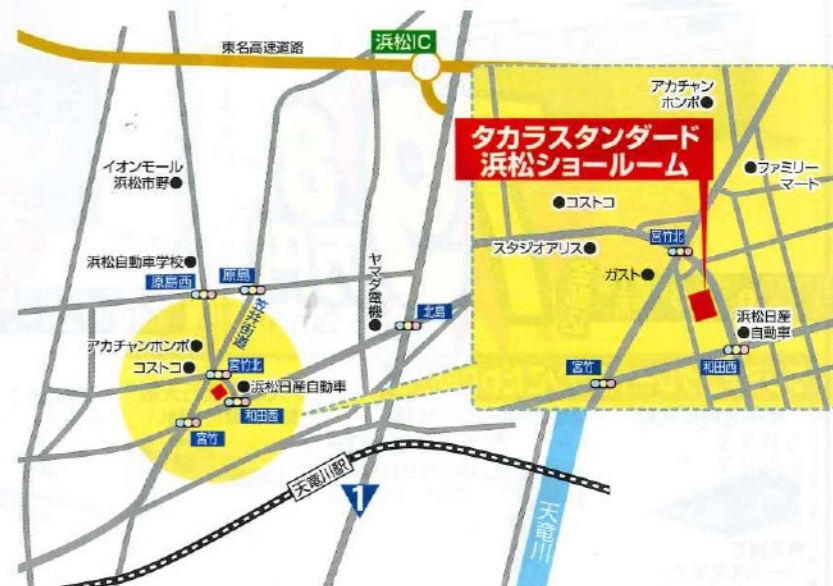 東名高速道路
浜松IC
イオンモール
浜松市野
浜松自動車学校
原島西
原島
笠井街道
ヤマダ電機
北島
アカチャンホンポ
コストコ
宮竹北
浜松日産自動車
和田西
宮竹
天竜川駅
1
天竜川
アカチャン
ホンポ
タカラスタンダード
浜松ショールーム
ファミリー
マート
コストコ
スタジオアリス
宮竹北
ガスト
浜松日産
自動車
和田西
宮竹